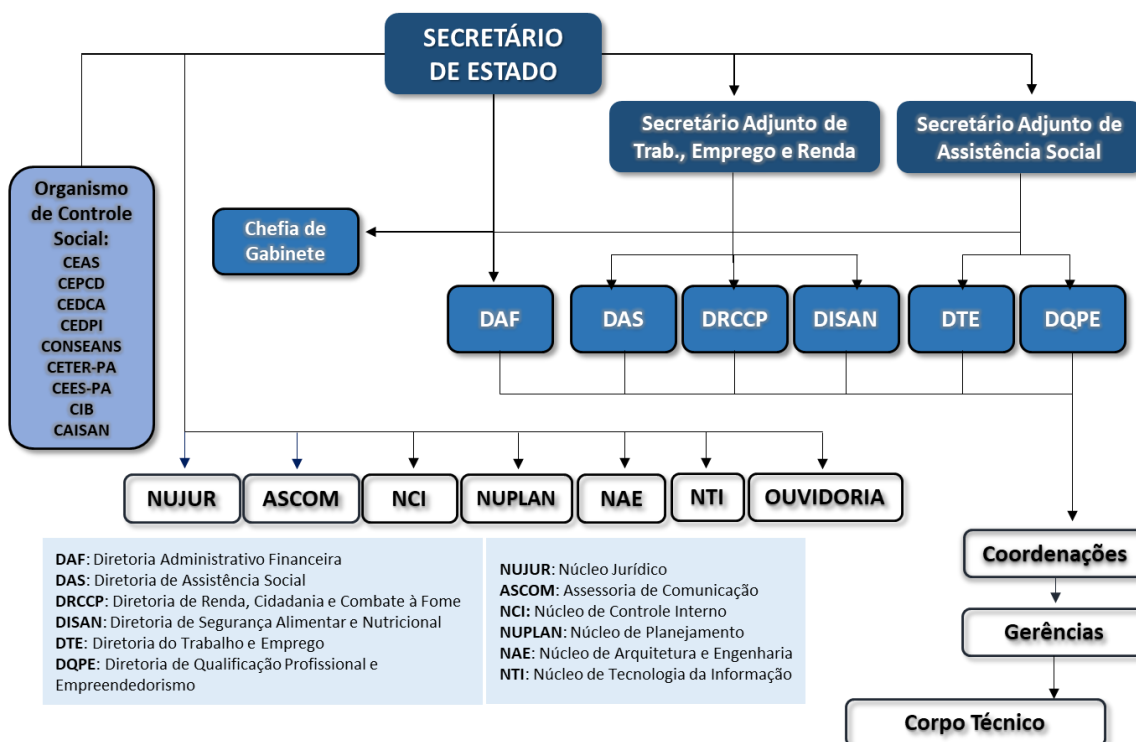 SECRETÁRIO
DE ESTADO
Secretário Adjunto de
Trab., Emprego e Renda
Secretário Adjunto de
Assistência Social
Organismo
de Controle
Social:
CEAS
CEPCD
CEDCA
CEDPI
CONSEANS
CETER-PA
CEES-PA
CIB
CAISAN
Chefia de
Gabinete
DAF
DAS
DRCCP
DISAN
DTE
DQPE
NUJUR
ASCOM
NCI
NUPLAN
NAE
NTI
OUVIDORIA
Coordenações
Gerências
Corpo Técnico
DAF: Diretoria Administrativo Financeira
DAS: Diretoria de Assistência Social
DRCCP: Diretoria de Renda, Cidadania e Combate à Fome
DISAN: Diretoria de Segurança Alimentar e Nutricional
DTE: Diretoria do Trabalho e Emprego
DQPE: Diretoria de Qualificação Profissional e
Empreendedorismo
NUJUR: Núcleo Jurídico
ASCOM: Assessoria de Comunicação
NCI: Núcleo de Controle Interno
NUPLAN: Núcleo de Planejamento
NAE: Núcleo de Arquitetura e Engenharia
NTI: Núcleo de Tecnologia da Informação